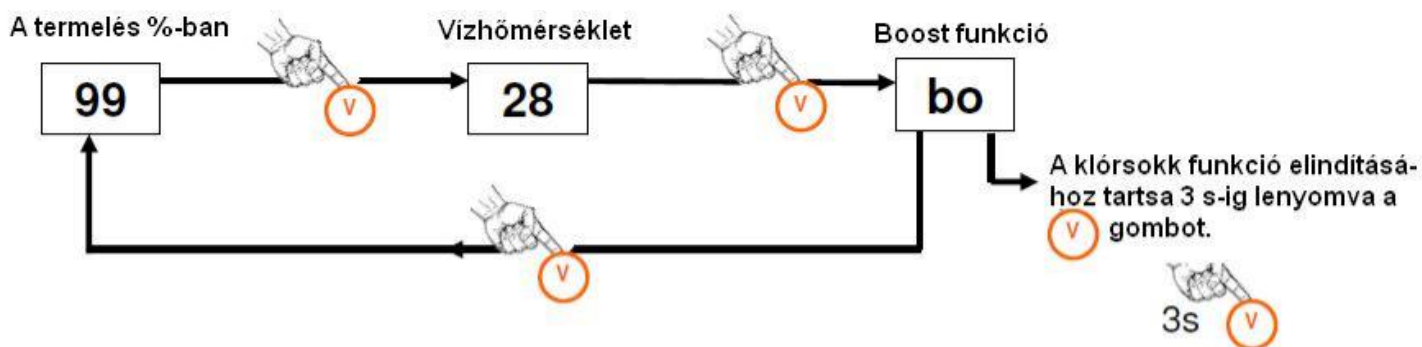 A termelés %-ban
Vízhőmérséklet
Boost funkció
99
V
28
V
bo
A klórsokk funkció elindításá-
hoz tartsa 3 s-ig lenyomva a
V gombot.
V
3s V